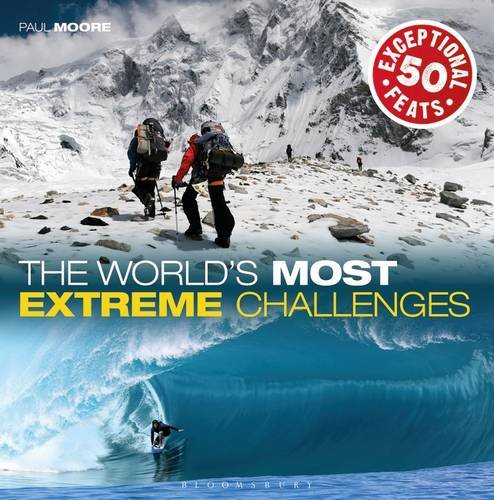 PAUL MOORE
EXCEPTIONAL
50
FEATS
THE WORLD'S MOST
EXTREME CHALLENGES
BLOOMSBURY